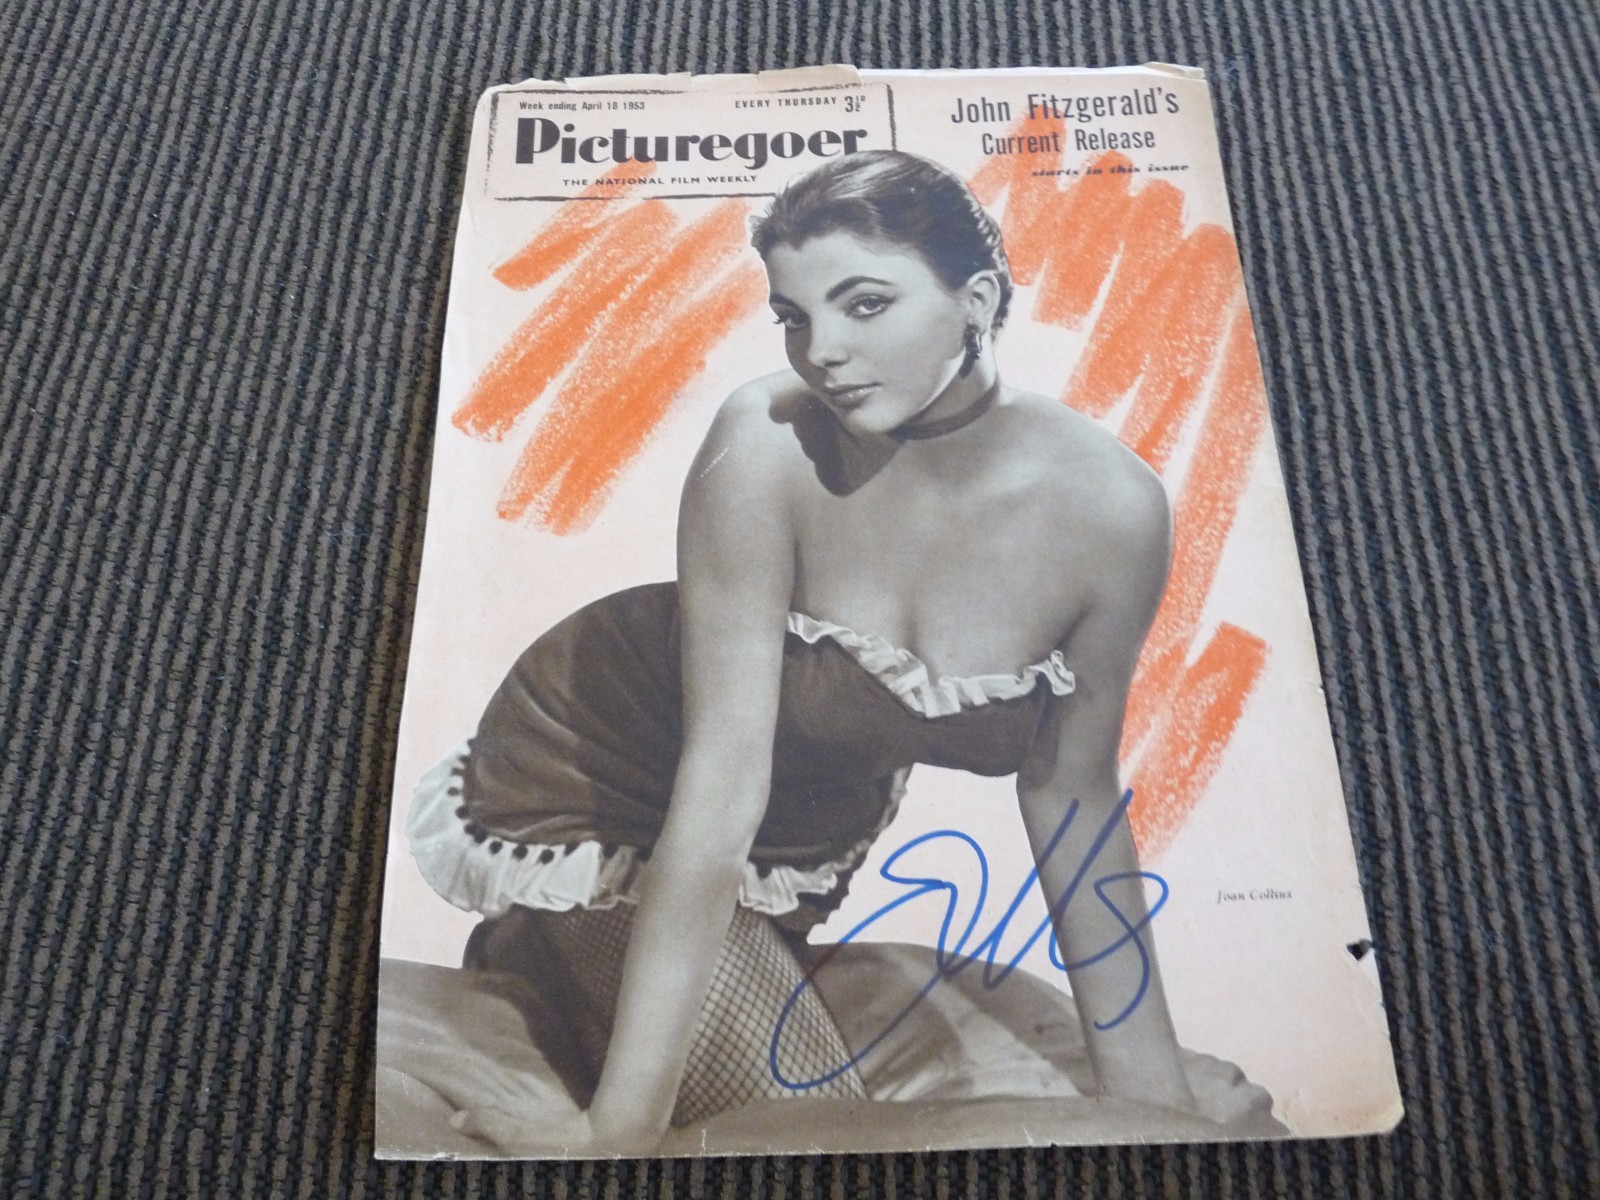 Week ending April 18 1953
EVERY THURSDAY 3½D
Picturegoer
THE NATIONAL FILM WEEKLY
John Fitzgerald's
Current Release
starts in this issue
Joan Collins